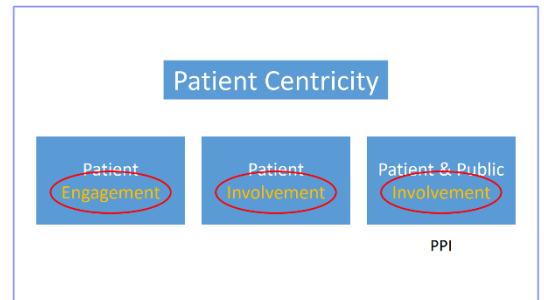 Patient Centricity
Patient
Engagement
Patient
Involvement
Patient & Public
Involvement
PPI